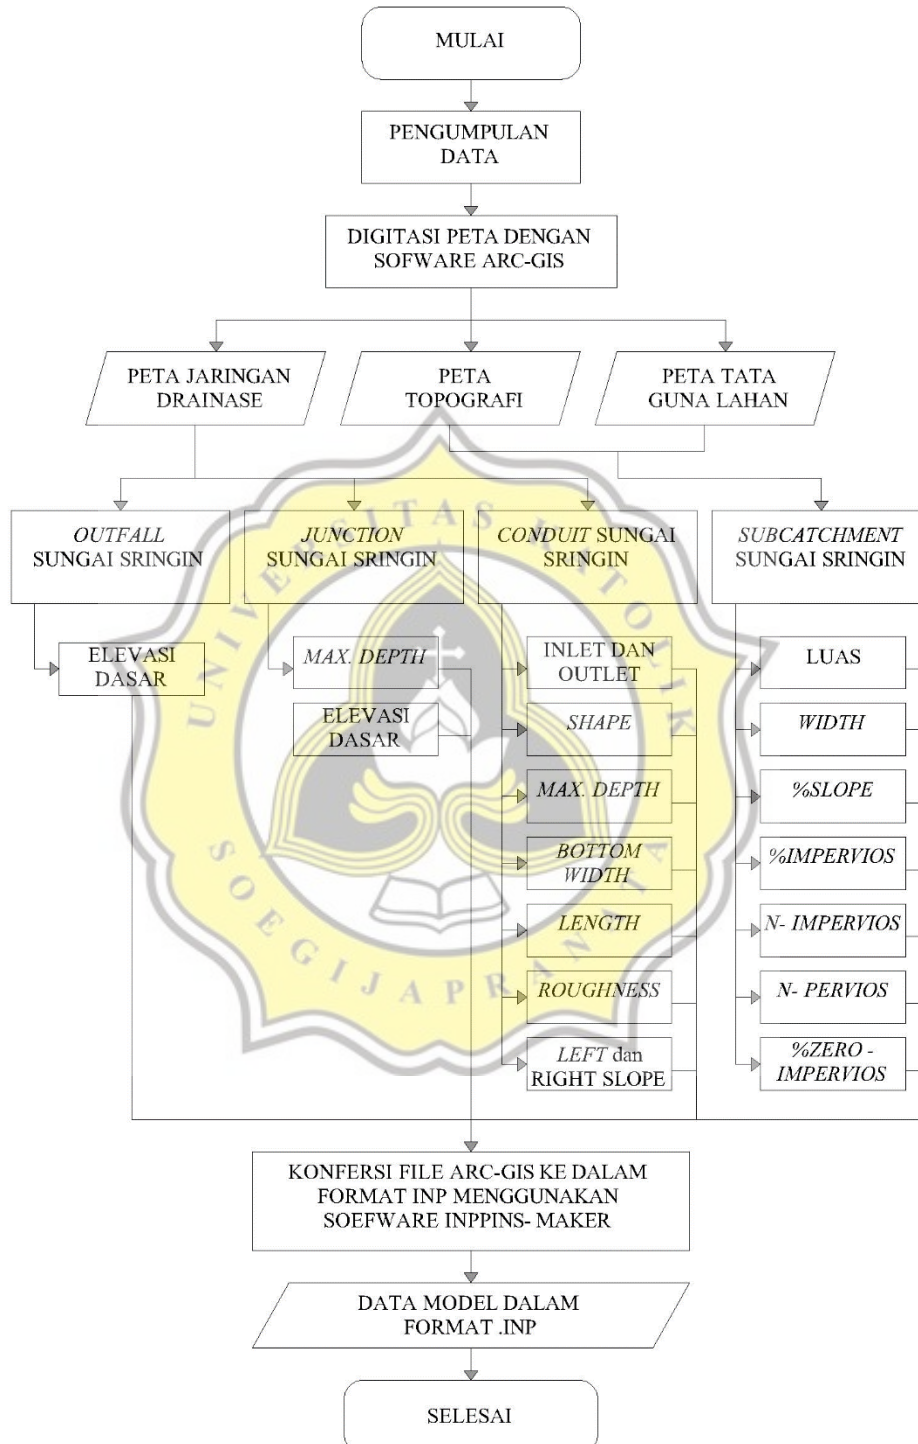 MULAI
PENGUMPULAN
DATA
DIGITASI PETA DENGAN
SOFWARE ARC-GIS
PETA JARINGAN
DRAINASE
PETA
TOPOGRAFI
PETA TATA
GUNA LAHAN
OUTFALL
SUNGAI SRINGIN
JUNCTION
SUNGAI SRINGIN
CONDUIT SUNGAI
SRINGIN
SUBCATCHMENT
SUNGAI SRINGIN
ELEVASI
DASAR
MAX. DEPTH
ELEVASI
DASAR
INLET DAN
OUTLET
SHAPE
MAX. DEPTH
BOTTOM
WIDTH
LENGTH
ROUGHNESS
LEFT dan
RIGHT SLOPE
LUAS
WIDTH
%SLOPE
%IMPERVIOS
N- IMPERVIOS
N- PERVIOS
%ZERO -
IMPERVIOS
KONFERSI FILE ARC-GIS KE DALAM
FORMAT INP MENGGUNAKAN
SOEFWARE INPPINS- MAKER
DATA MODEL DALAM
FORMAT .INP
SELESAI
UNIVERSITAS KATOLIK
SOEGIJAPRANATA